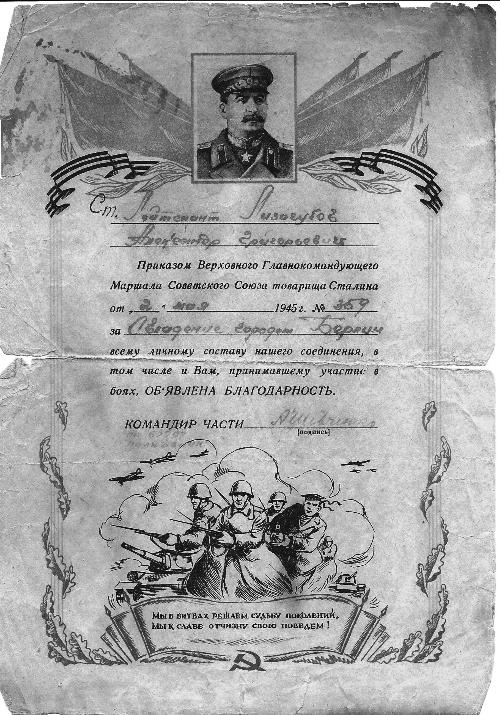 Ст. Лейтенант Лизогубов
Александр Григорьевич
Приказом Верховного Главнокомандующего
Маршала Советского Союза товарища Сталина
от „2 " мая 1945 г. № 359
за Овладение городом Берлин
всему личному составу нашего соединения, в
том числе и Вам, принимавшему участие в
боях, ОБ'ЯВЛЕНА БЛАГОДАРНОСТЬ.
КОМАНДИР ЧАСТИ
(подпись)
МЫ В БИТВАХ РЕШАЕМ СУДЬБУ ПОКОЛЕНИЙ,
МЫ К СЛАВЕ ОТЧИЗНУ СВОЮ ПОВЕДЕМ!